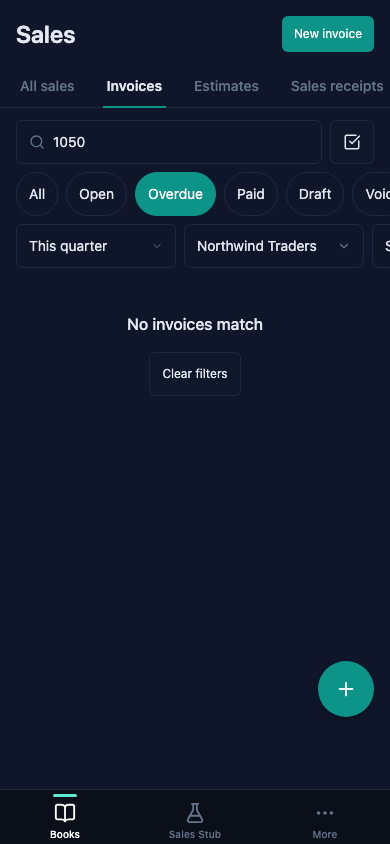 Sales
New invoice
All sales Invoices Estimates Sales receipts
1050
All Open Overdue Paid Draft
This quarter Northwind Traders
No invoices match
Clear filters
Books Sales Stub More